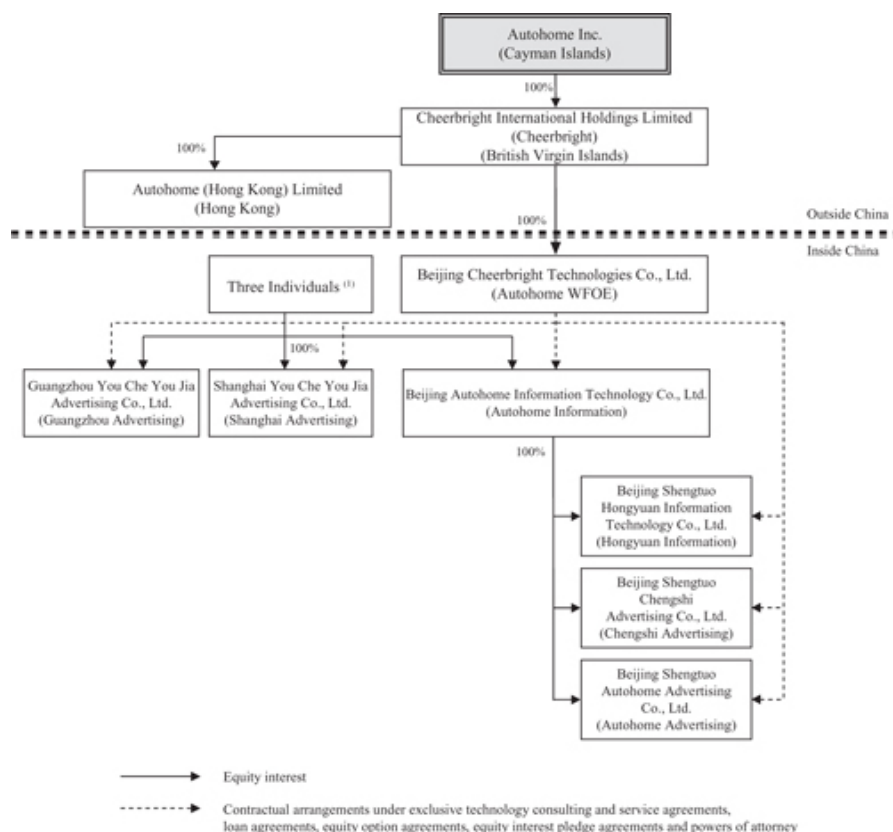 Autohome Inc.
(Cayman Islands)
100%
Cheerbright International Holdings Limited
(Cheerbright)
(British Virgin Islands)
100%
Autohome (Hong Kong) Limited
(Hong Kong)
100%
Outside China
Inside China
Three Individuals (1)
Beijing Cheerbright Technologies Co., Ltd.
(Autohome WFOE)
100%
Guangzhou You Che You Jia
Advertising Co., Ltd.
(Guangzhou Advertising)
Shanghai You Che You Jia
Advertising Co., Ltd.
(Shanghai Advertising)
Beijing Autohome Information Technology Co., Ltd.
(Autohome Information)
100%
Beijing Shengtuo
Hongyuan Information
Technology Co., Ltd.
(Hongyuan Information)
Beijing Shengtuo
Chengshi
Advertising Co., Ltd.
(Chengshi Advertising)
Beijing Shengtuo
Autohome Advertising
Co., Ltd.
(Autohome Advertising)
Equity interest
Contractual arrangements under exclusive technology consulting and service agreements,
loan agreements, equity option agreements, equity interest pledge agreements and powers of attorney